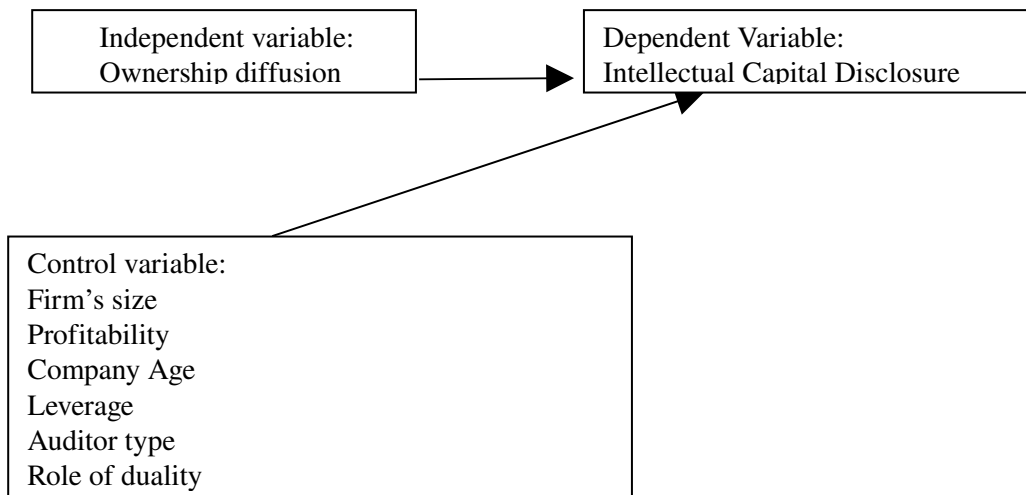 Independent variable:
Ownership diffusion
Dependent Variable:
Intellectual Capital Disclosure
Control variable:
Firm’s size
Profitability
Company Age
Leverage
Auditor type
Role of duality